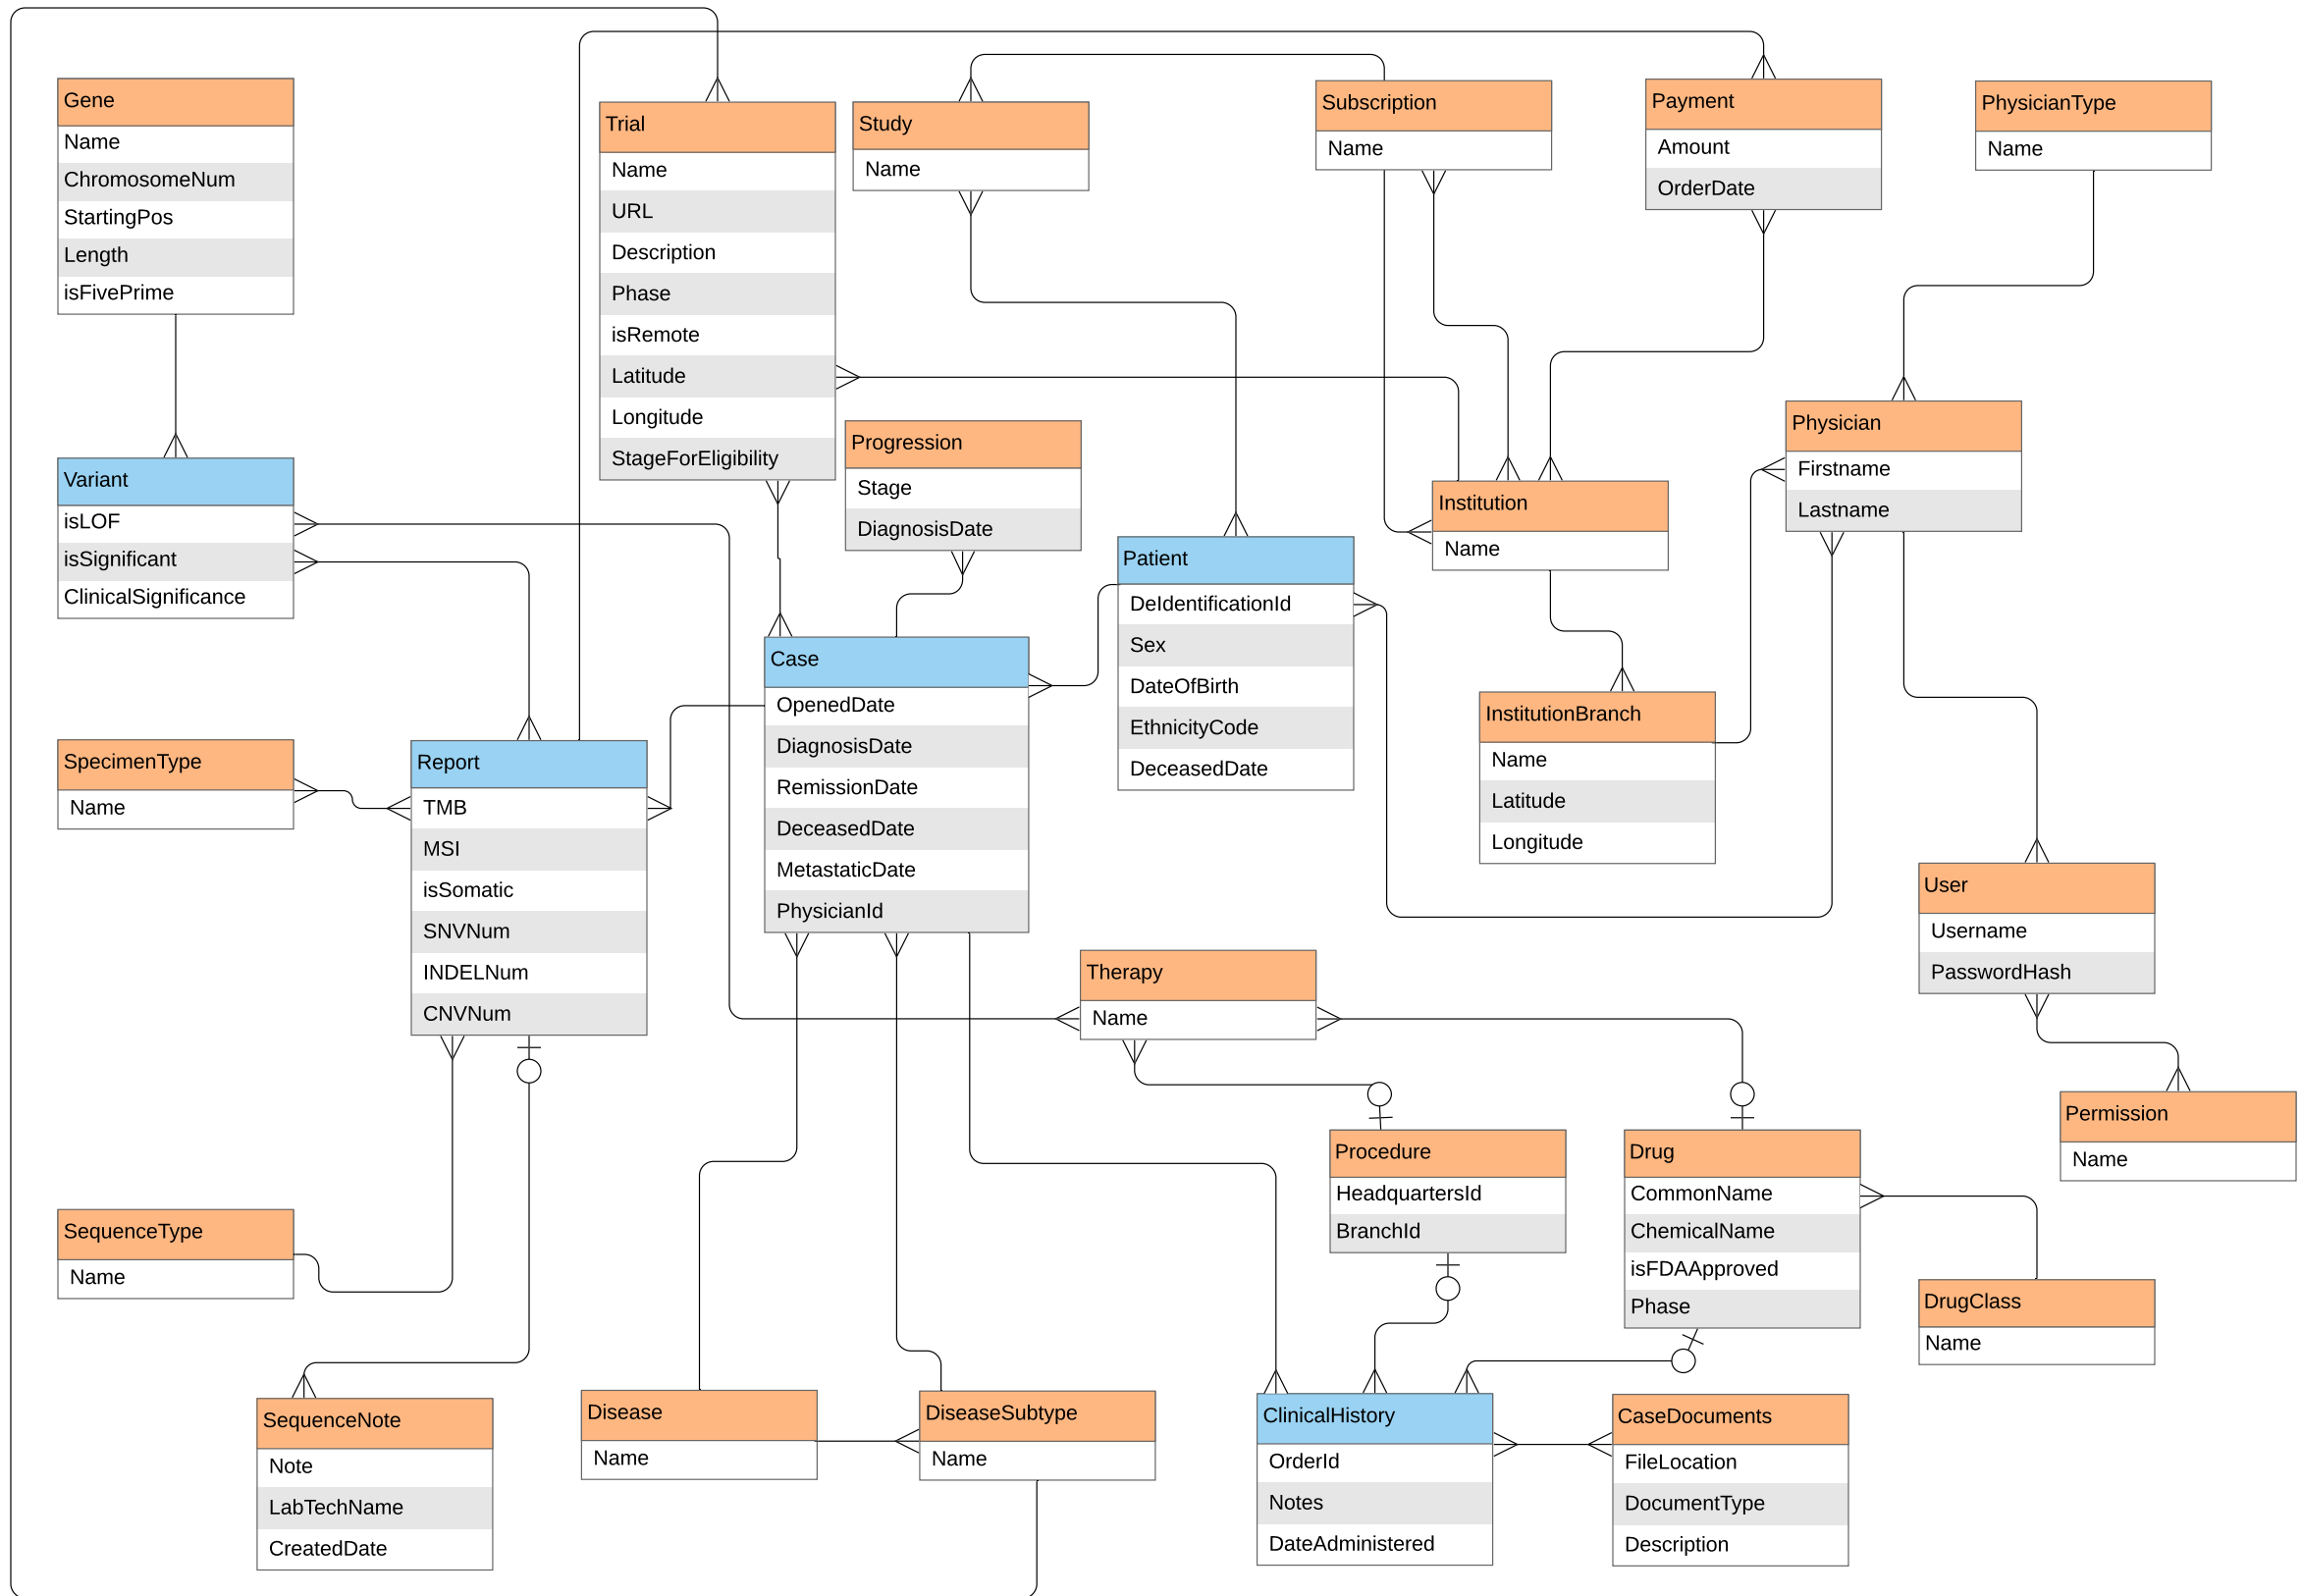 Gene
Name
ChromosomeNum
StartingPos
Length
isFivePrime
Trial
Name
URL
Description
Phase
isRemote
Latitude
Longitude
StageForEligibility
Study
Name
Subscription
Name
Payment
Amount
OrderDate
PhysicianType
Name
Variant
isLOF
isSignificant
ClinicalSignificance
Progression
Stage
DiagnosisDate
Patient
DeIdentificationId
Sex
DateOfBirth
EthnicityCode
DeceasedDate
Institution
Name
Physician
Firstname
Lastname
Case
OpenedDate
DiagnosisDate
RemissionDate
DeceasedDate
MetastaticDate
PhysicianId
InstitutionBranch
Name
Latitude
Longitude
SpecimenType
Name
Report
TMB
MSI
isSomatic
SNVNum
INDELNum
CNVNum
User
Username
PasswordHash
Therapy
Name
Permission
Name
Procedure
HeadquartersId
BranchId
Drug
CommonName
ChemicalName
isFDAApproved
Phase
SequenceType
Name
DrugClass
Name
SequenceNote
Note
LabTechName
CreatedDate
Disease
Name
DiseaseSubtype
Name
ClinicalHistory
OrderId
Notes
DateAdministered
CaseDocuments
FileLocation
DocumentType
Description